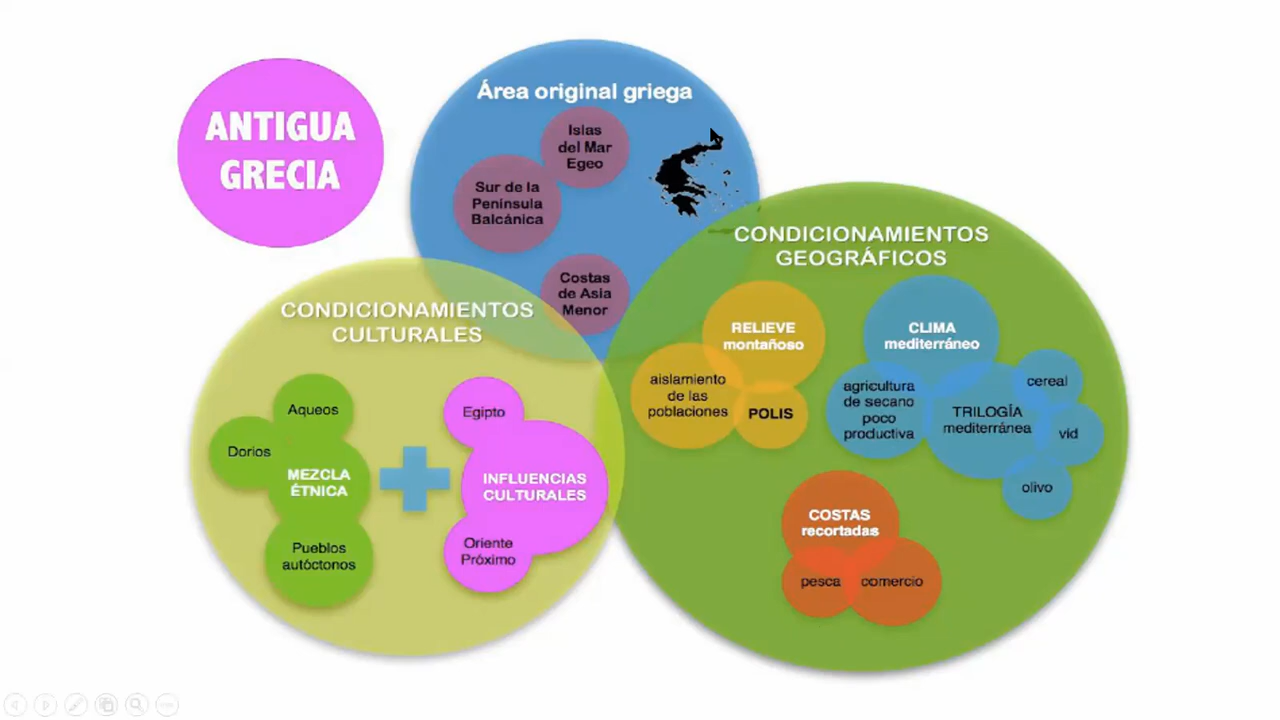 ANTIGUA
GRECIA
Área original griega
Islas
del Mar
Egeo
Sur de la
Península
Balcánica
Costas
de Asia
Menor
CONDICIONAMIENTOS
CULTURALES
Aqueos
Dorios
MEZCLA
ÉTNICA
Pueblos
autóctonos
Egipto
INFLUENCIAS
CULTURALES
Oriente
Próximo
CONDICIONAMIENTOS
GEOGRÁFICOS
RELIEVE
montañoso
aislamiento
de las
poblaciones
POLIS
CLIMA
mediterráneo
agricultura
de secano
poco
productiva
TRILOGÍA
mediterránea
cereal
vid
olivo
COSTAS
recortadas
pesca
comercio